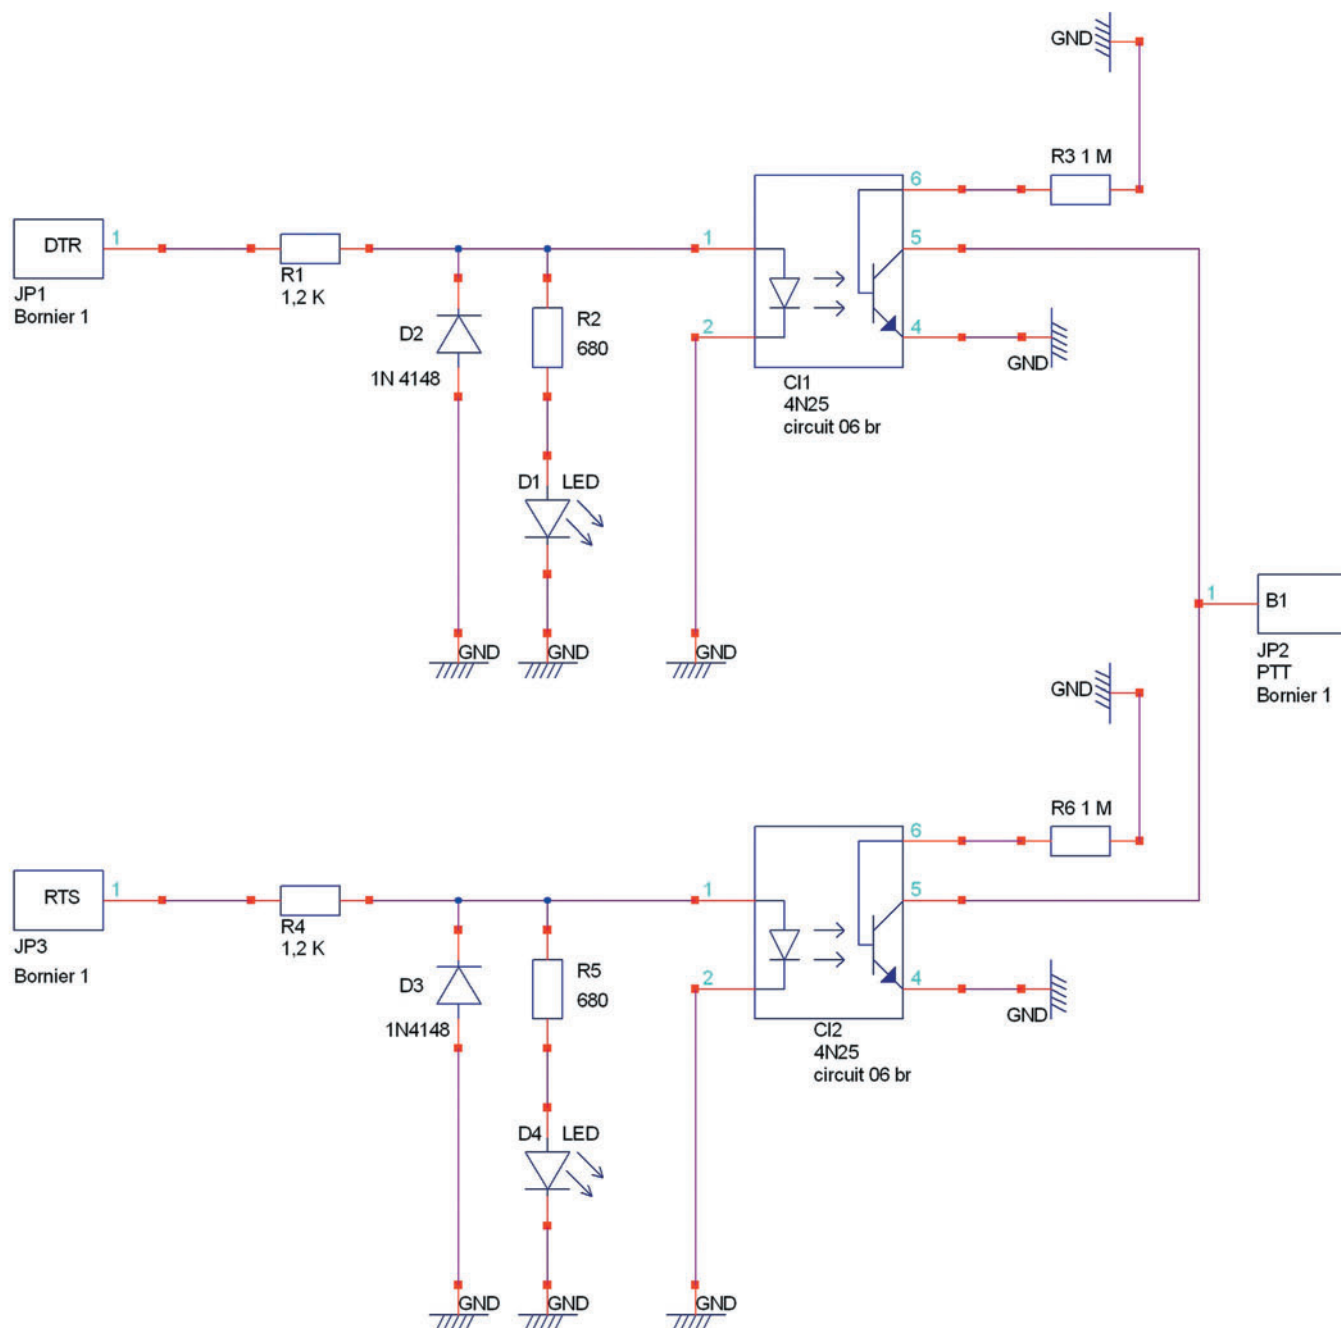 GND
R3 1 M
6
DTR
1
JP1
Bornier 1
R1
1,2 K
D2
1N 4148
R2
680
1
2
5
4
GND
CI1
4N25
circuit 06 br
D1
LED
GND
GND
GND
1
B1
JP2
PTT
Bornier 1
GND
R6 1 M
6
RTS
1
JP3
Bornier 1
R4
1,2 K
D3
1N4148
R5
680
1
2
5
4
GND
CI2
4N25
circuit 06 br
D4
LED
GND
GND
GND